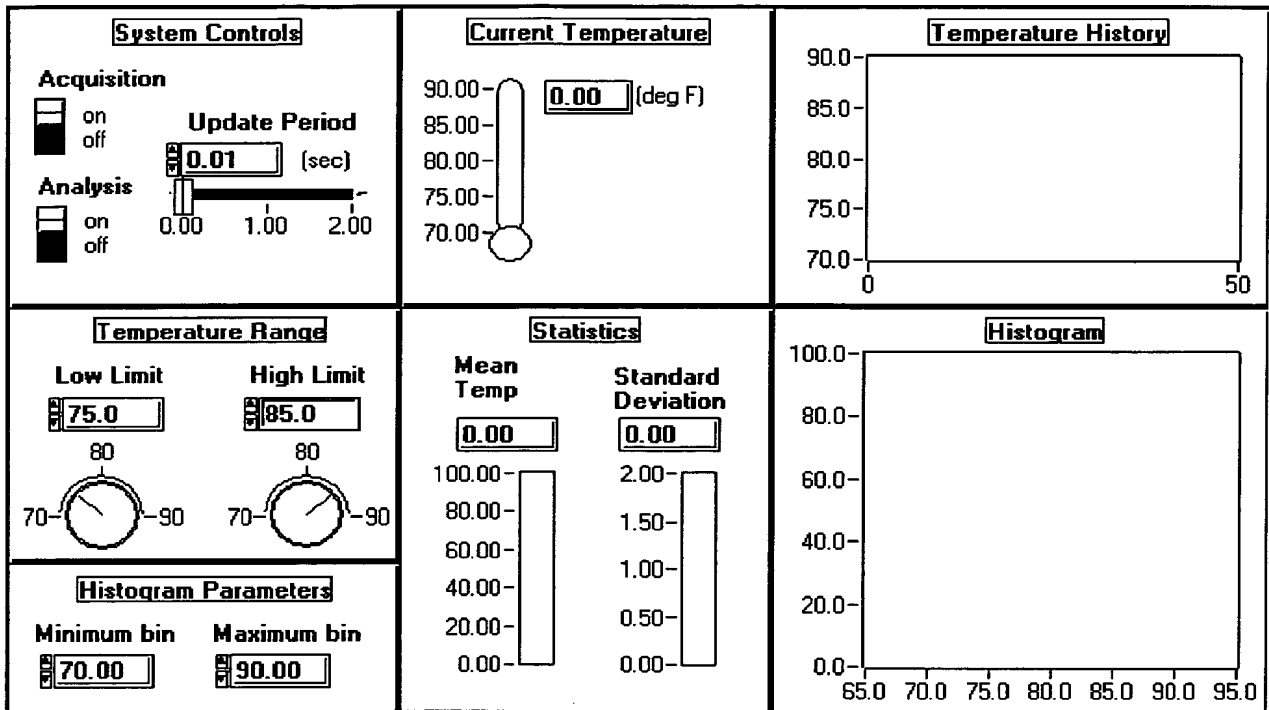 System Controls
Acquisition
on
off
Update Period
0.01 (sec)
Analysis
on
off
0.00 1.00 2.00
Current Temperature
90.00
85.00
80.00
75.00
70.00
0.00 (deg F)
Temperature History
90.0
85.0
80.0
75.0
70.0
0 50
Temperature Range
Low Limit High Limit
75.0 85.0
80 80
70 90 70 90
Histogram Parameters
Minimum bin Maximum bin
70.00 90.00
Statistics
Mean
Temp
0.00
100.00
80.00
60.00
40.00
20.00
0.00
Standard
Deviation
0.00
2.00
1.50
1.00
0.50
0.00
Histogram
100.0
80.0
60.0
40.0
20.0
0.0
65.0 70.0 75.0 80.0 85.0 90.0 95.0